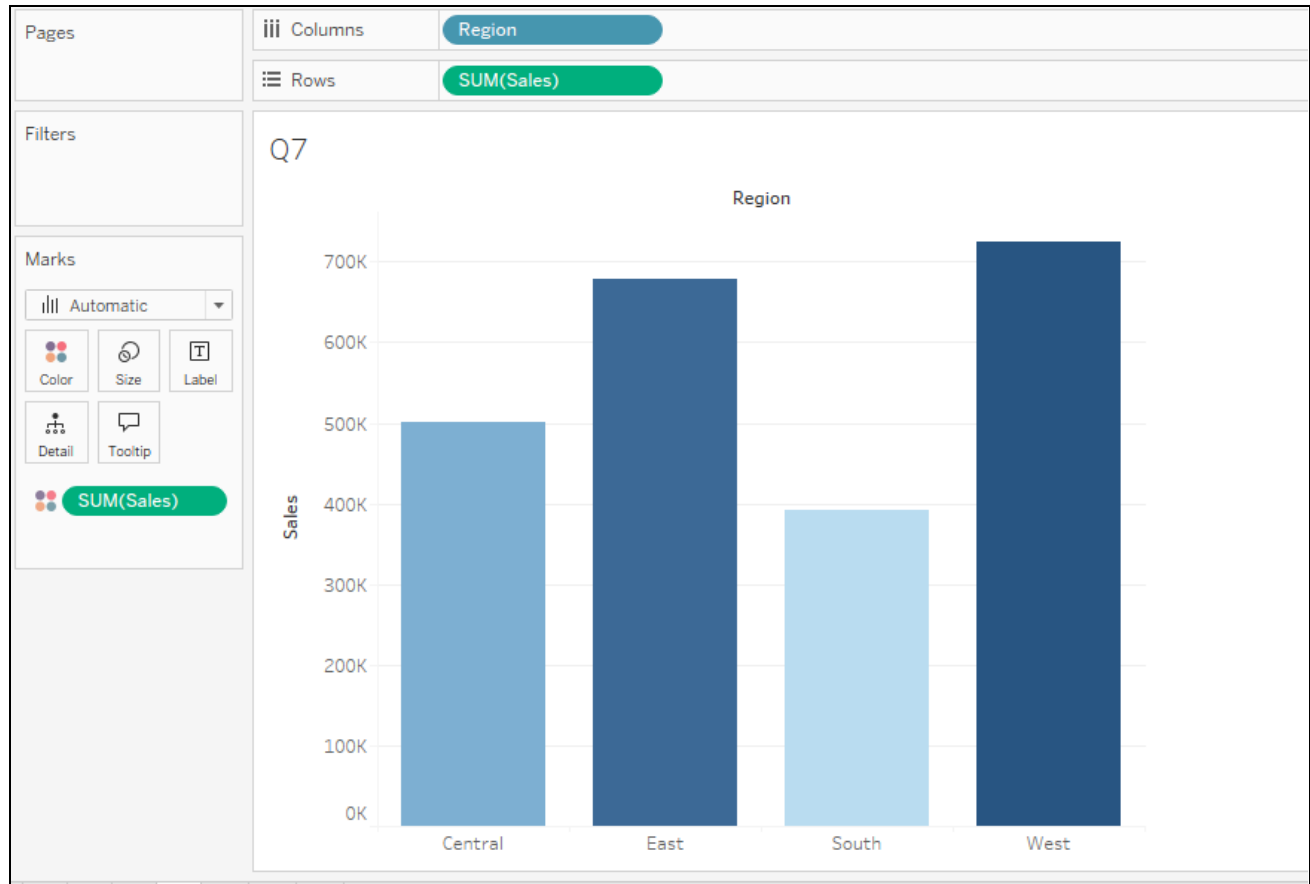 Pages
Columns
Region
Rows
SUM(Sales)
Filters
Marks
Automatic
Color
Size
Label
Detail
Tooltip
SUM(Sales)
Q7
Region
Sales
700K
600K
500K
400K
300K
200K
100K
0K
Central East South West